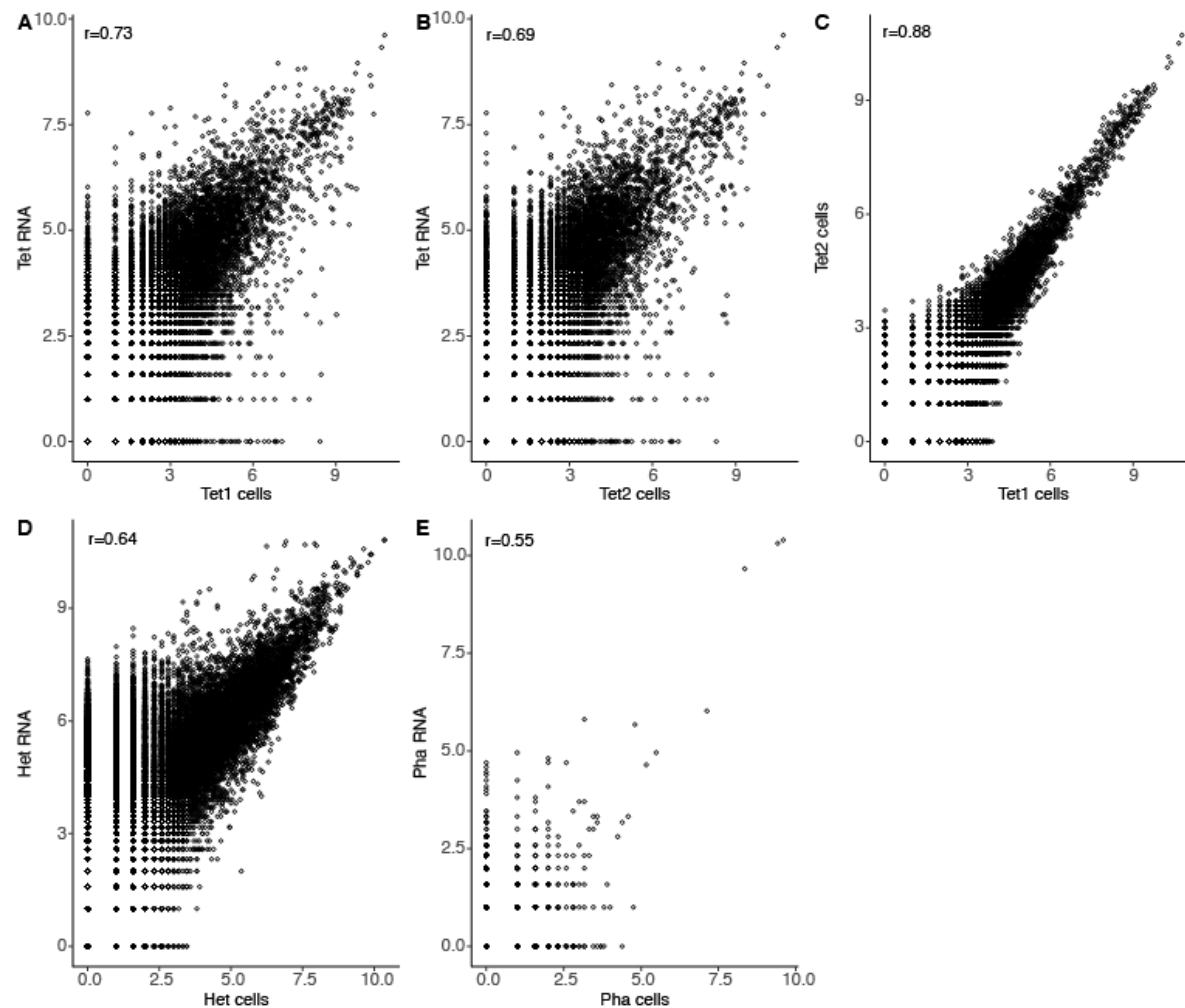 A
r=0.73
10.0
7.5
5.0
2.5
0.0
Tet RNA
0
3
6
9
Tet1 cells
B
r=0.69
10.0
7.5
5.0
2.5
0.0
Tet RNA
0
3
6
9
Tet2 cells
C
r=0.88
9
6
3
0
Tet2 cells
0
3
6
9
Tet1 cells
D
r=0.64
9
6
3
0
Het RNA
0.0
2.5
5.0
7.5
10.0
Het cells
E
r=0.55
10.0
7.5
5.0
2.5
0.0
Pha RNA
0.0
2.5
5.0
7.5
10.0
Pha cells